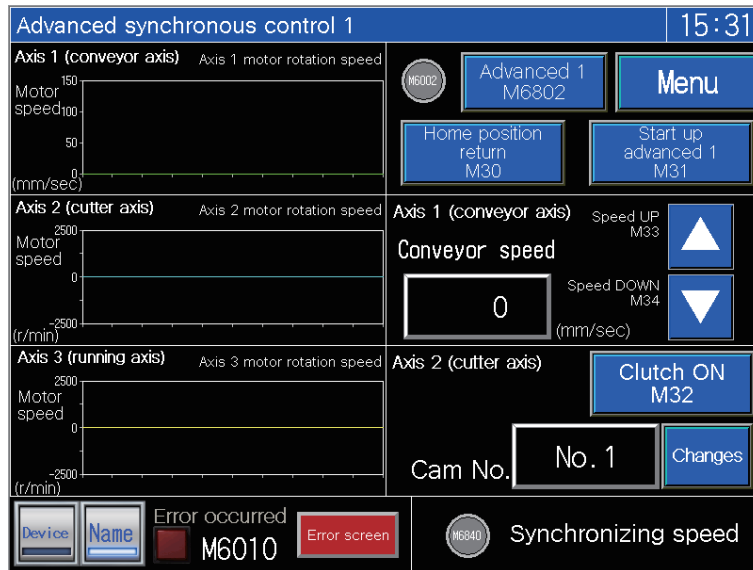 Advanced synchronous control 1
15:31
Axis 1 (conveyor axis)
Axis 1 motor rotation speed
Motor
speed
150
100
50
0
(mm/sec)
M6002
Advanced 1
M6802
Menu
Home position
return
M30
Start up
advanced 1
M31
Axis 2 (cutter axis)
Axis 2 motor rotation speed
Motor
speed
2500
0
-2500
(r/min)
Axis 1 (conveyor axis)
Speed UP
M33
Conveyor speed
0
Speed DOWN
M34
(mm/sec)
Axis 3 (running axis)
Axis 3 motor rotation speed
Motor
speed
2500
0
-2500
(r/min)
Axis 2 (cutter axis)
Clutch ON
M32
Cam No.
No.1
Changes
Device
Name
Error occurred
M6010
Error screen
M6840
Synchronizing speed